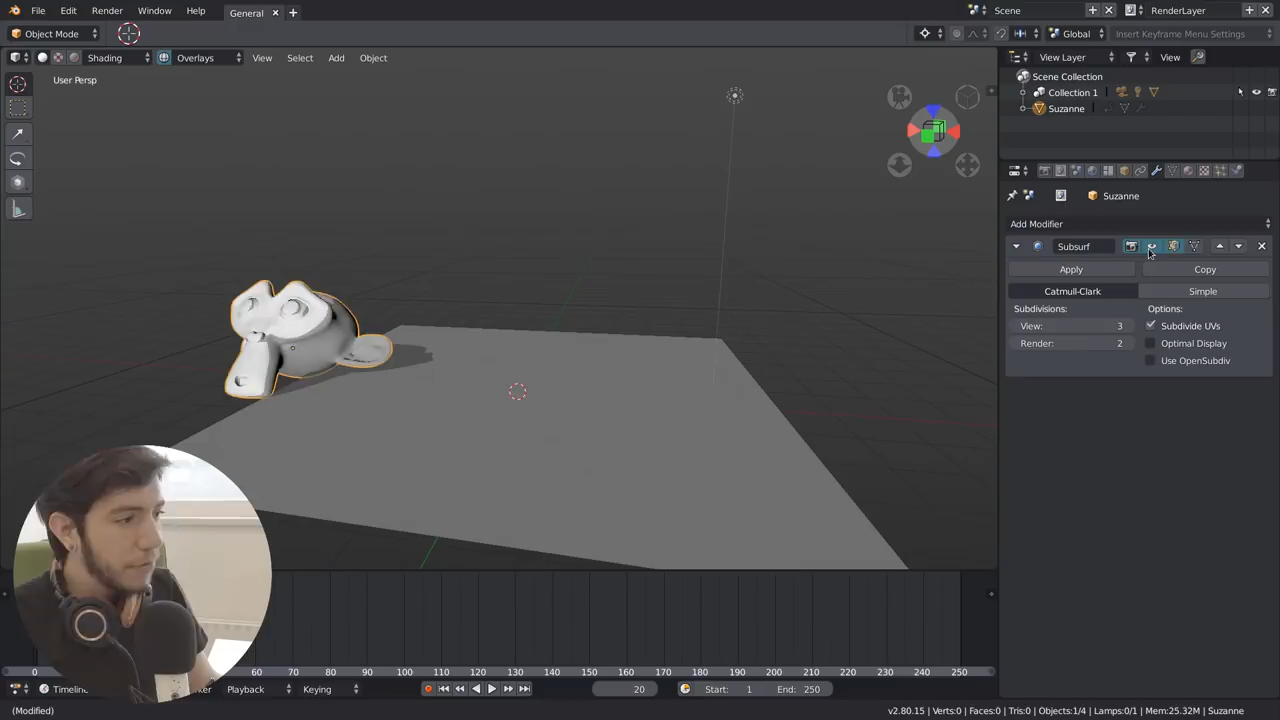 File Edit Render Window Help General Scene RenderLayer
Object Mode Global Insert Keyframe Menu Settings
Shading Overlays View Select Add Object
User Persp
View Layer View
Scene Collection
Collection 1
Suzanne
Suzanne
Add Modifier
Subsurf
Apply Copy
Catmull-Clark Simple
Subdivisions: Options:
View: 3 Subdivide UVs
Render: 2 Optimal Display
Use OpenSubdiv
0 60 70 80 90 100 110 120 130 140 150 160 170 180 190 200 210 220 230 240 250
Timeline Playback Keying 20 Start: 1 End: 250
(Modified) v2.80.15 | Verts:0 | Faces:0 | Tris:0 | Objects:1/4 | Lamps:0/1 | Mem:25.32M | Suzanne